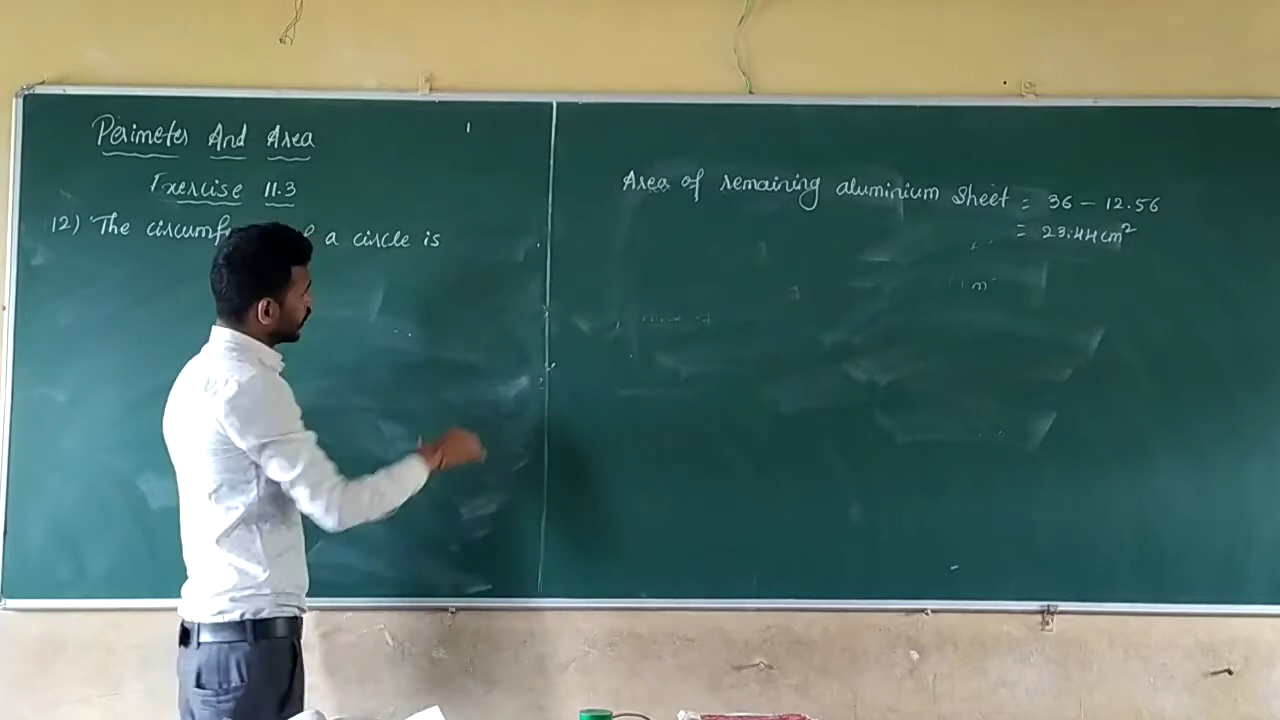 Perimeter And Area
Exercise 11.3
12) The a circle is
Area of remaining aluminium sheet = 36 - 12.56
= 23.44cm²